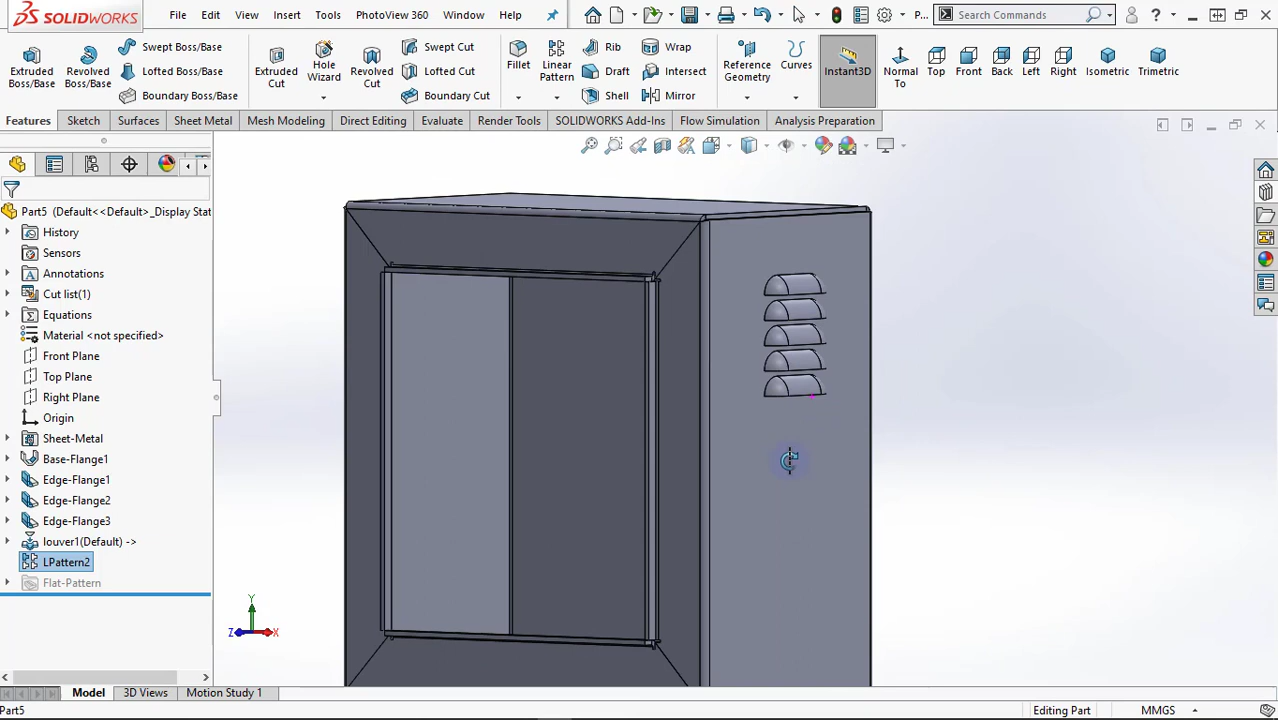 SOLIDWORKS File Edit View Insert Tools PhotoView 360 Window Help P... Search Commands ?
Extruded Boss/Base Revolved Boss/Base Swept Boss/Base Lofted Boss/Base Boundary Boss/Base Extruded Cut Hole Wizard Revolved Cut Swept Cut Lofted Cut Boundary Cut Fillet Linear Pattern Rib Draft Shell Wrap Intersect Mirror Reference Geometry Curves Instant3D Normal To Top Front Back Left Right Isometric Trimetric
Features Sketch Surfaces Sheet Metal Mesh Modeling Direct Editing Evaluate Render Tools SOLIDWORKS Add-Ins Flow Simulation Analysis Preparation
Part5 (Default<<Default>_Display Stat
History
Sensors
Annotations
Cut list(1)
Equations
Material <not specified>
Front Plane
Top Plane
Right Plane
Origin
Sheet-Metal
Base-Flange1
Edge-Flange1
Edge-Flange2
Edge-Flange3
louver1(Default) ->
LPattern2
Flat-Pattern
Y
Z X
Model 3D Views Motion Study 1
Part5 Editing Part MMGS